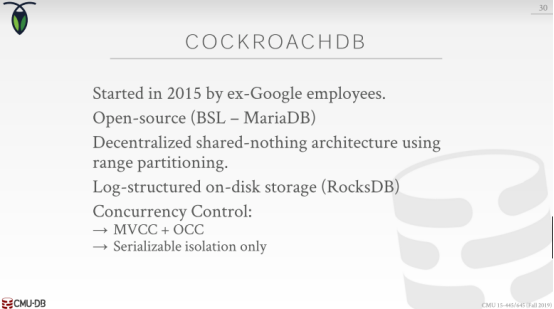 30
COCKROACHDB
Started in 2015 by ex-Google employees.
Open-source (BSL – MariaDB)
Decentralized shared-nothing architecture using
range partitioning.
Log-structured on-disk storage (RocksDB)
Concurrency Control:
→ MVCC + OCC
→ Serializable isolation only
CMU·DB
CMU 15-445/645 (Fall 2019)